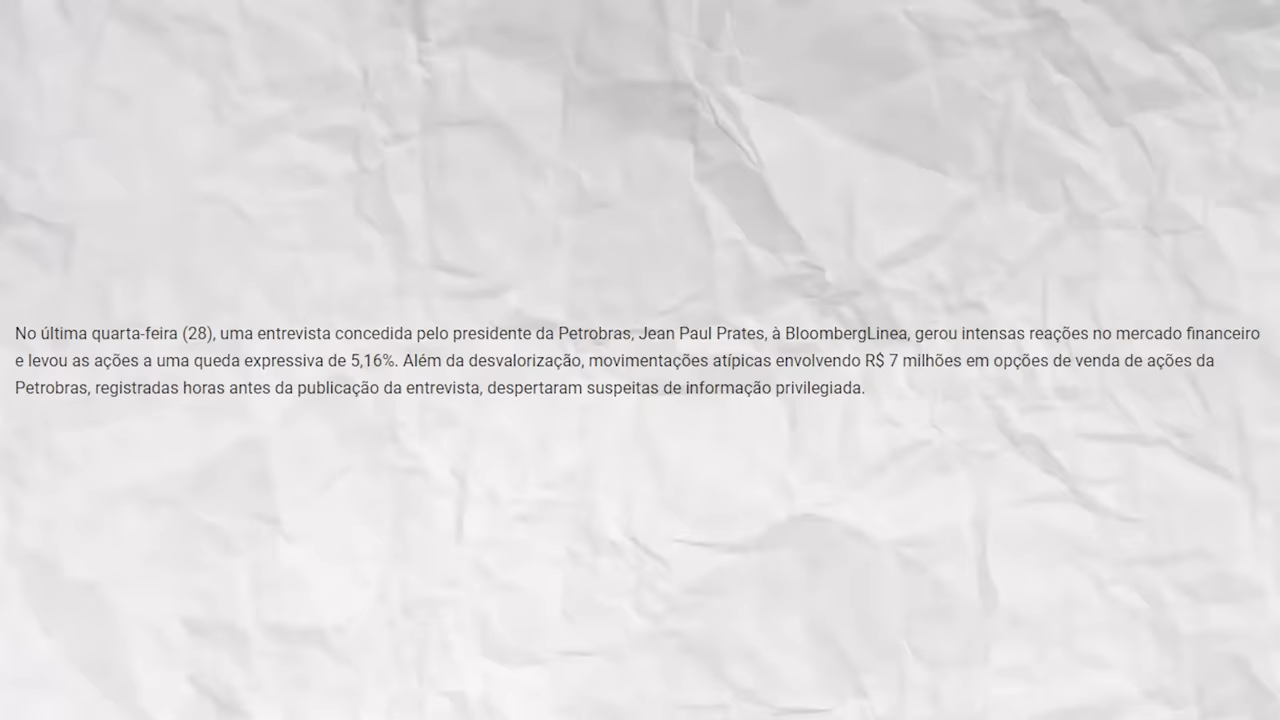 No última quarta-feira (28), uma entrevista concedida pelo presidente da Petrobras, Jean Paul Prates, à BloombergLinea, gerou intensas reações no mercado financeiro
e levou as ações a uma queda expressiva de 5,16%. Além da desvalorização, movimentações atípicas envolvendo R$ 7 milhões em opções de venda de ações da
Petrobras, registradas horas antes da publicação da entrevista, despertaram suspeitas de informação privilegiada.